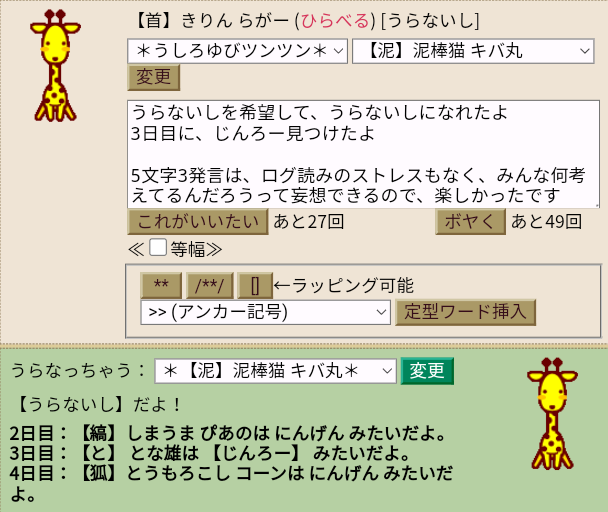 【首】きりん らがー (ひらべる) [うらないし]
＊うしろゆびツンツン＊ 【泥】泥棒猫 キバ丸
変更
うらないしを希望して、うらないしになれたよ
3日目に、じんろー見つけたよ
5文字3発言は、ログ読みのストレスもなく、みんな何考
えてるんだろうって妄想できるので、楽しかったです
これがいいたい あと27回 ボヤく あと49回
≪ 等幅≫
** /**/ [] ←ラッピング可能
>> (アンカー記号) 定型ワード挿入
うらなっちゃう： ＊【泥】泥棒猫 キバ丸＊ 変更
【うらないし】だよ！
2日目：【縞】しまうま ぴあのは にんげん みたいだよ。
3日目：【と】 とな雄は 【じんろー】 みたいだよ。
4日目：【狐】とうもろこし コーンは にんげん みたいだ
よ。